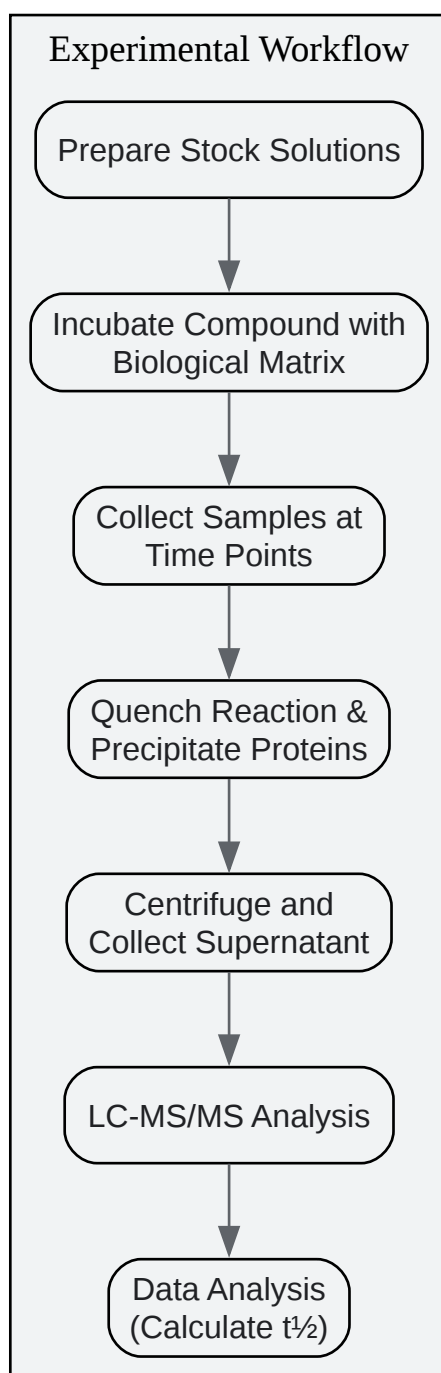 Experimental Workflow
Prepare Stock Solutions
Incubate Compound with
Biological Matrix
Collect Samples at
Time Points
Quench Reaction &
Precipitate Proteins
Centrifuge and
Collect Supernatant
LC-MS/MS Analysis
Data Analysis
(Calculate t½)